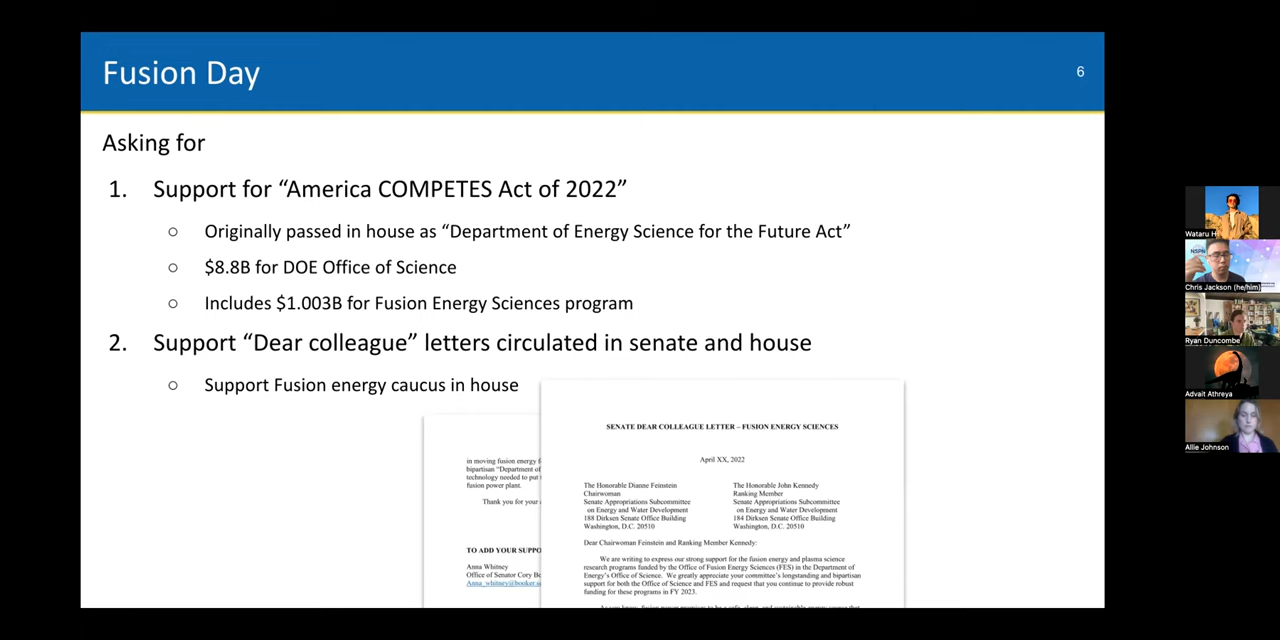 Fusion Day
6
Asking for
1. Support for “America COMPETES Act of 2022”
○ Originally passed in house as “Department of Energy Science for the Future Act”
○ $8.8B for DOE Office of Science
○ Includes $1.003B for Fusion Energy Sciences program
2. Support “Dear colleague” letters circulated in senate and house
○ Support Fusion energy caucus in house
in moving fusion energy
bipartisan “Department of
technology needed to put
fusion power plant.
Thank you for your
TO ADD YOUR SUPPO
Anna Whitney
Office of Senator Cory Bo
Anna_whitney@booker.s
SENATE DEAR COLLEAGUE LETTER – FUSION ENERGY SCIENCES
April XX, 2022
The Honorable Dianne Feinstein
Chairwoman
Senate Appropriations Subcommittee
on Energy and Water Development
188 Dirksen Senate Office Building
Washington, D.C. 20510
The Honorable John Kennedy
Ranking Member
Senate Appropriations Subcommittee
on Energy and Water Development
184 Dirksen Senate Office Building
Washington, D.C. 20510
Dear Chairwoman Feinstein and Ranking Member Kennedy:
We are writing to express our strong support for the fusion energy and plasma science
research programs funded by the Office of Fusion Energy Sciences (FES) in the Department of
Energy’s Office of Science. We greatly appreciate your committee’s longstanding and bipartisan
support for both the Office of Science and FES and request that you continue to provide robust
funding for these programs in FY 2023.
Wataru H
NSPN
Chris Jackson (he/him)
Ryan Duncombe
Advait Athreya
Allie Johnson